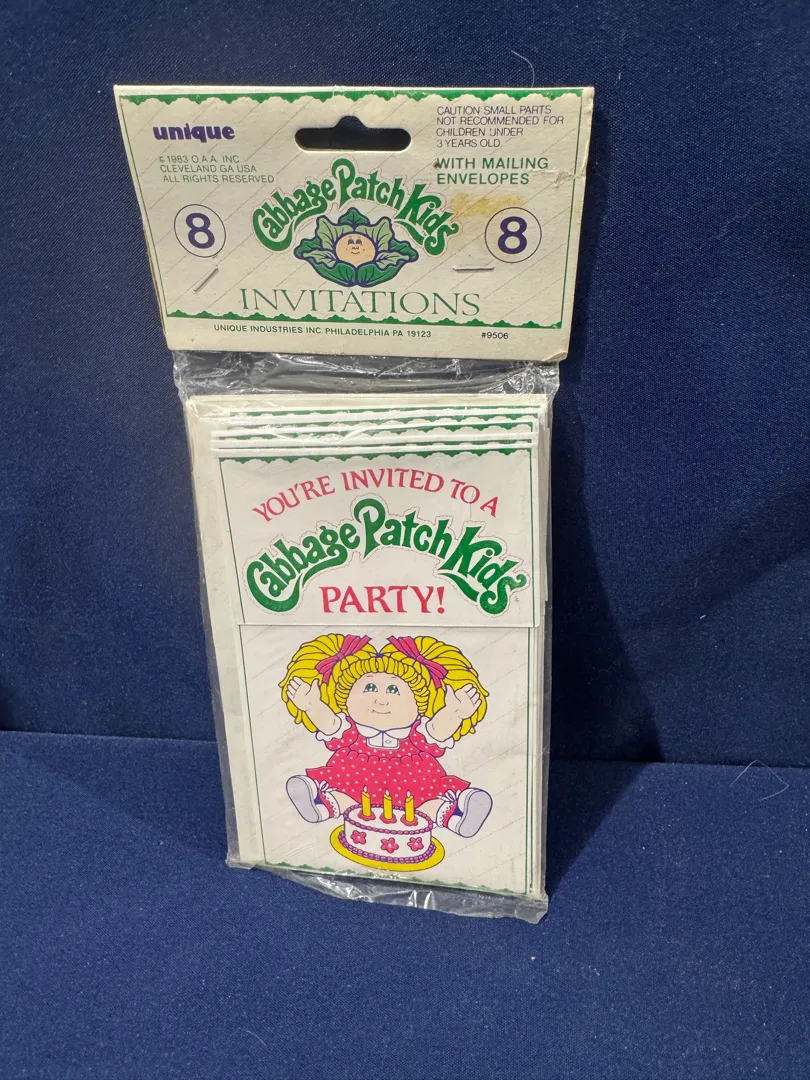 unique
© 1983 O.A.A. INC.
CLEVELAND GA USA
ALL RIGHTS RESERVED
CAUTION SMALL PARTS
NOT RECOMMENDED FOR
CHILDREN UNDER
3 YEARS OLD.
WITH MAILING
ENVELOPES
8
Cabbage Patch Kids
8
INVITATIONS
UNIQUE INDUSTRIES INC. PHILADELPHIA PA 19123
#9506
YOU'RE INVITED TO A
Cabbage Patch Kids
PARTY!